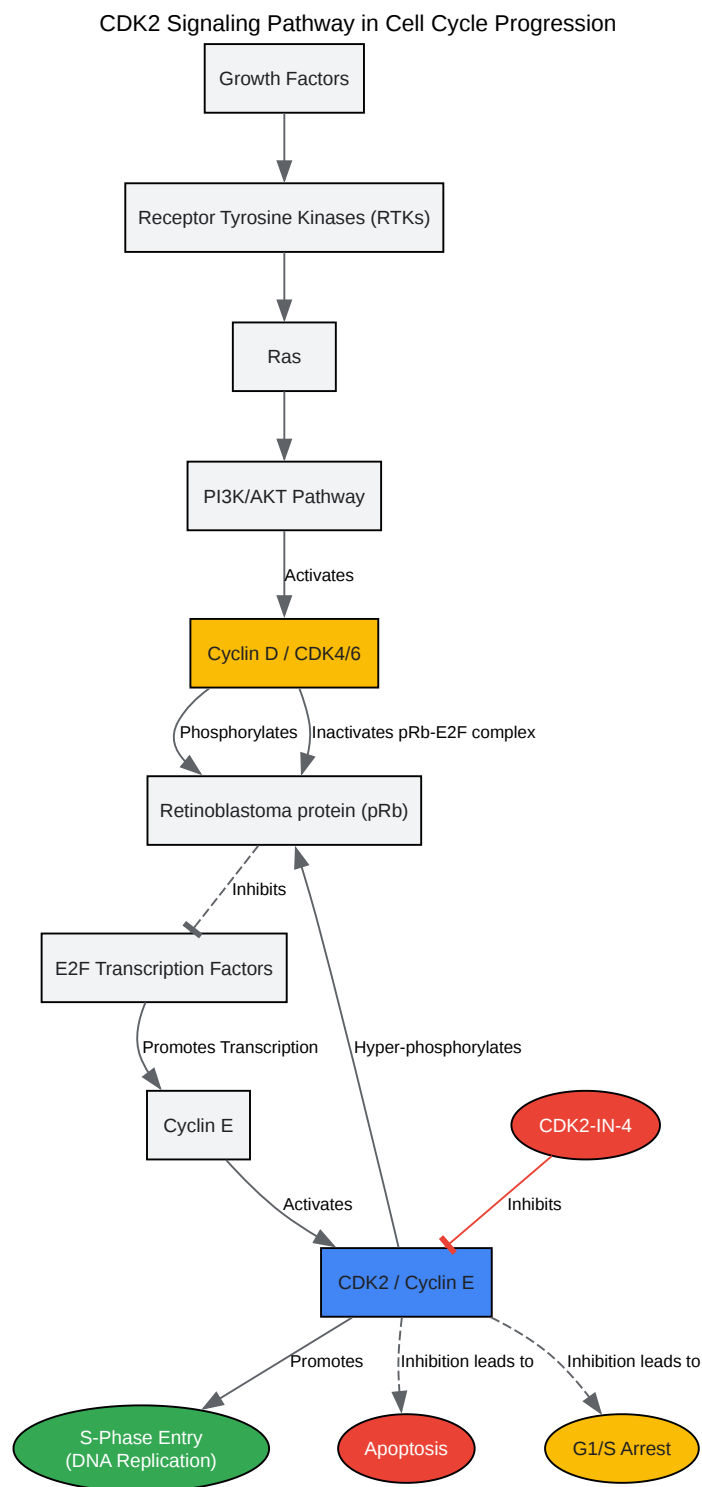 CDK2 Signaling Pathway in Cell Cycle Progression
Growth Factors
Receptor Tyrosine Kinases (RTKs)
Ras
PI3K/AKT Pathway
Activates
Cyclin D / CDK4/6
Phosphorylates
Inactivates pRb-E2F complex
Retinoblastoma protein (pRb)
Inhibits
E2F Transcription Factors
Promotes Transcription
Hyper-phosphorylates
Cyclin E
CDK2-IN-4
Activates
Inhibits
CDK2 / Cyclin E
Promotes
Inhibition leads to
Inhibition leads to
S-Phase Entry
(DNA Replication)
Apoptosis
G1/S Arrest